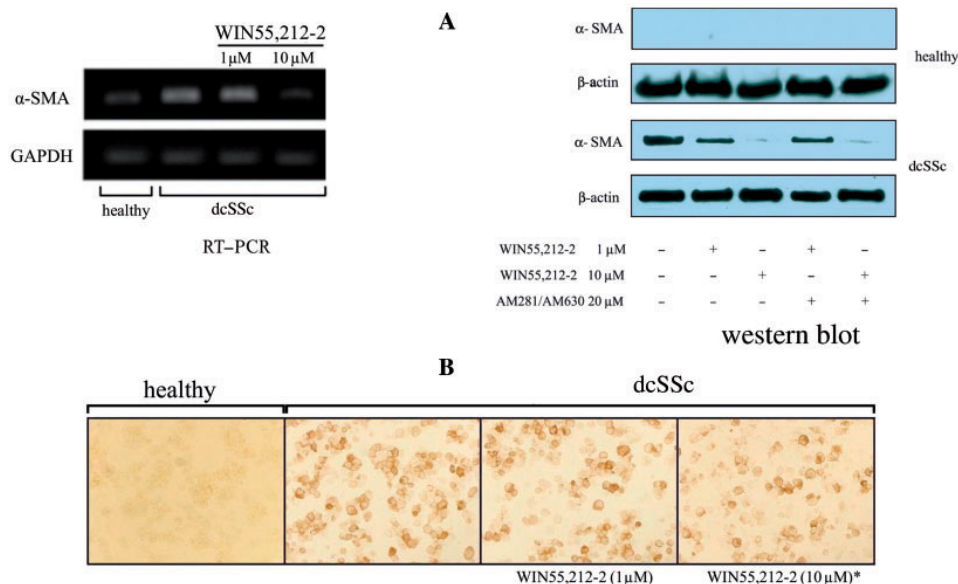 A
WIN55,212-2
1 μM 10 μM
α-SMA
GAPDH
healthy dcSSc
RT–PCR
α- SMA
healthy
β-actin
α- SMA
dcSSc
β-actin
WIN55,212-2 1 μM – + – + –
WIN55,212-2 10 μM – – + – +
AM281/AM630 20 μM – – – + +
western blot
B
healthy dcSSc
WIN55,212-2 (1μM) WIN55,212-2 (10 μM)*